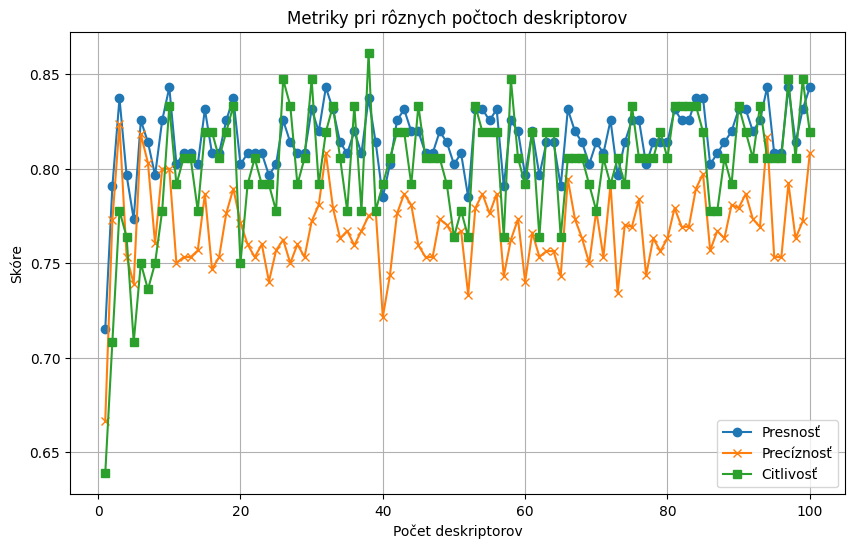 Metriky pri rôznych počtoch deskriptorov
Skóre
0.85
0.80
0.75
0.70
0.65
0
20
40
60
80
100
Počet deskriptorov
Presnosť
Precíznosť
Citlivosť